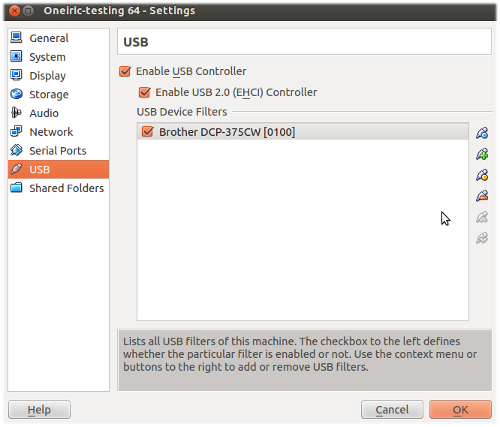 Oneiric-testing 64 - Settings
General
System
Display
Storage
Audio
Network
Serial Ports
USB
Shared Folders
USB
Enable USB Controller
Enable USB 2.0 (EHCI) Controller
USB Device Filters
Brother DCP-375CW [0100]
Lists all USB filters of this machine. The checkbox to the left defines
whether the particular filter is enabled or not. Use the context menu or
buttons to the right to add or remove USB filters.
Help
Cancel
OK